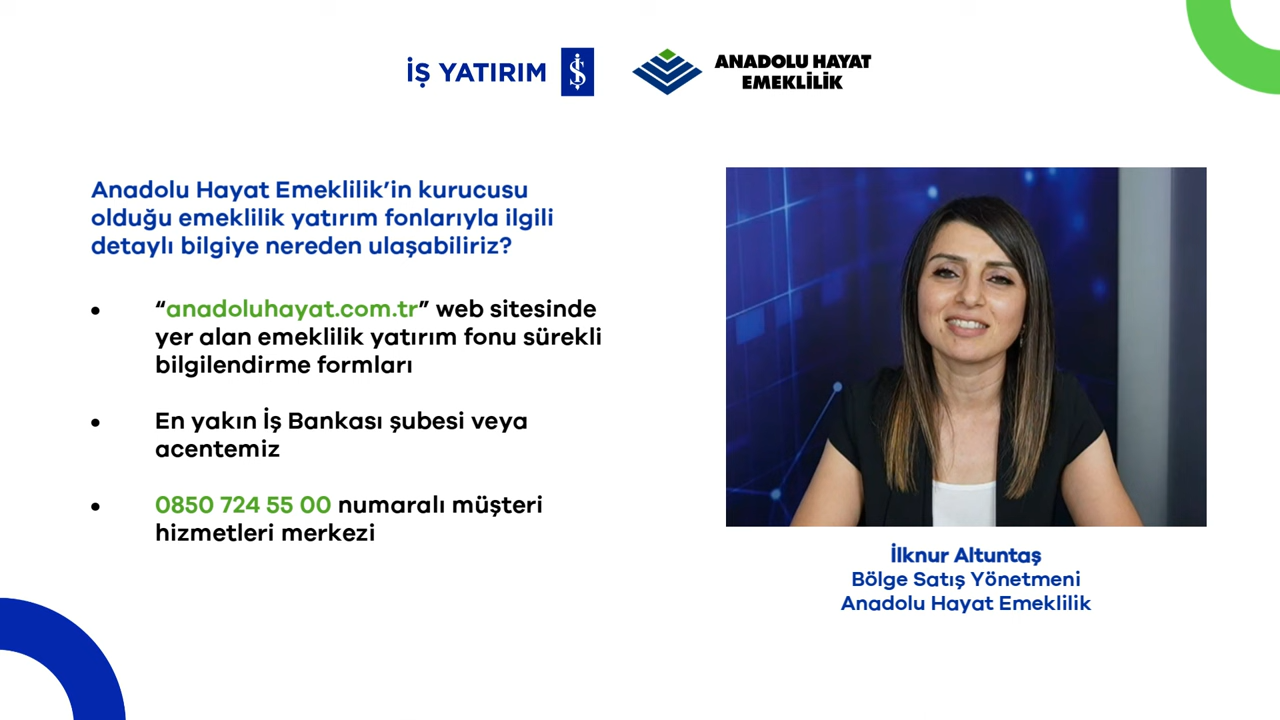 İŞ YATIRIM
ANADOLU HAYAT
EMEKLİLİK
Anadolu Hayat Emeklilik’in kurucusu
olduğu emeklilik yatırım fonlarıyla ilgili
detaylı bilgiye nereden ulaşabiliriz?
• “anadoluhayat.com.tr” web sitesinde
yer alan emeklilik yatırım fonu sürekli
bilgilendirme formları
• En yakın İş Bankası şubesi veya
acentemiz
• 0850 724 55 00 numaralı müşteri
hizmetleri merkezi
İlknur Altuntaş
Bölge Satış Yönetmeni
Anadolu Hayat Emeklilik